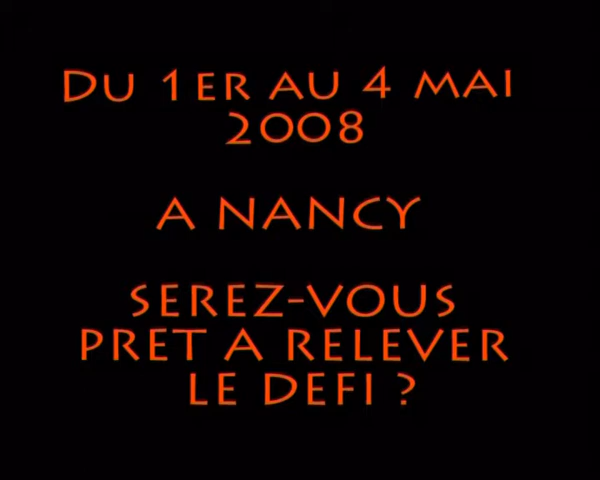 DU 1ER AU 4 MAI
2008
A NANCY
SEREZ-VOUS
PRET A RELEVER
LE DEFI ?